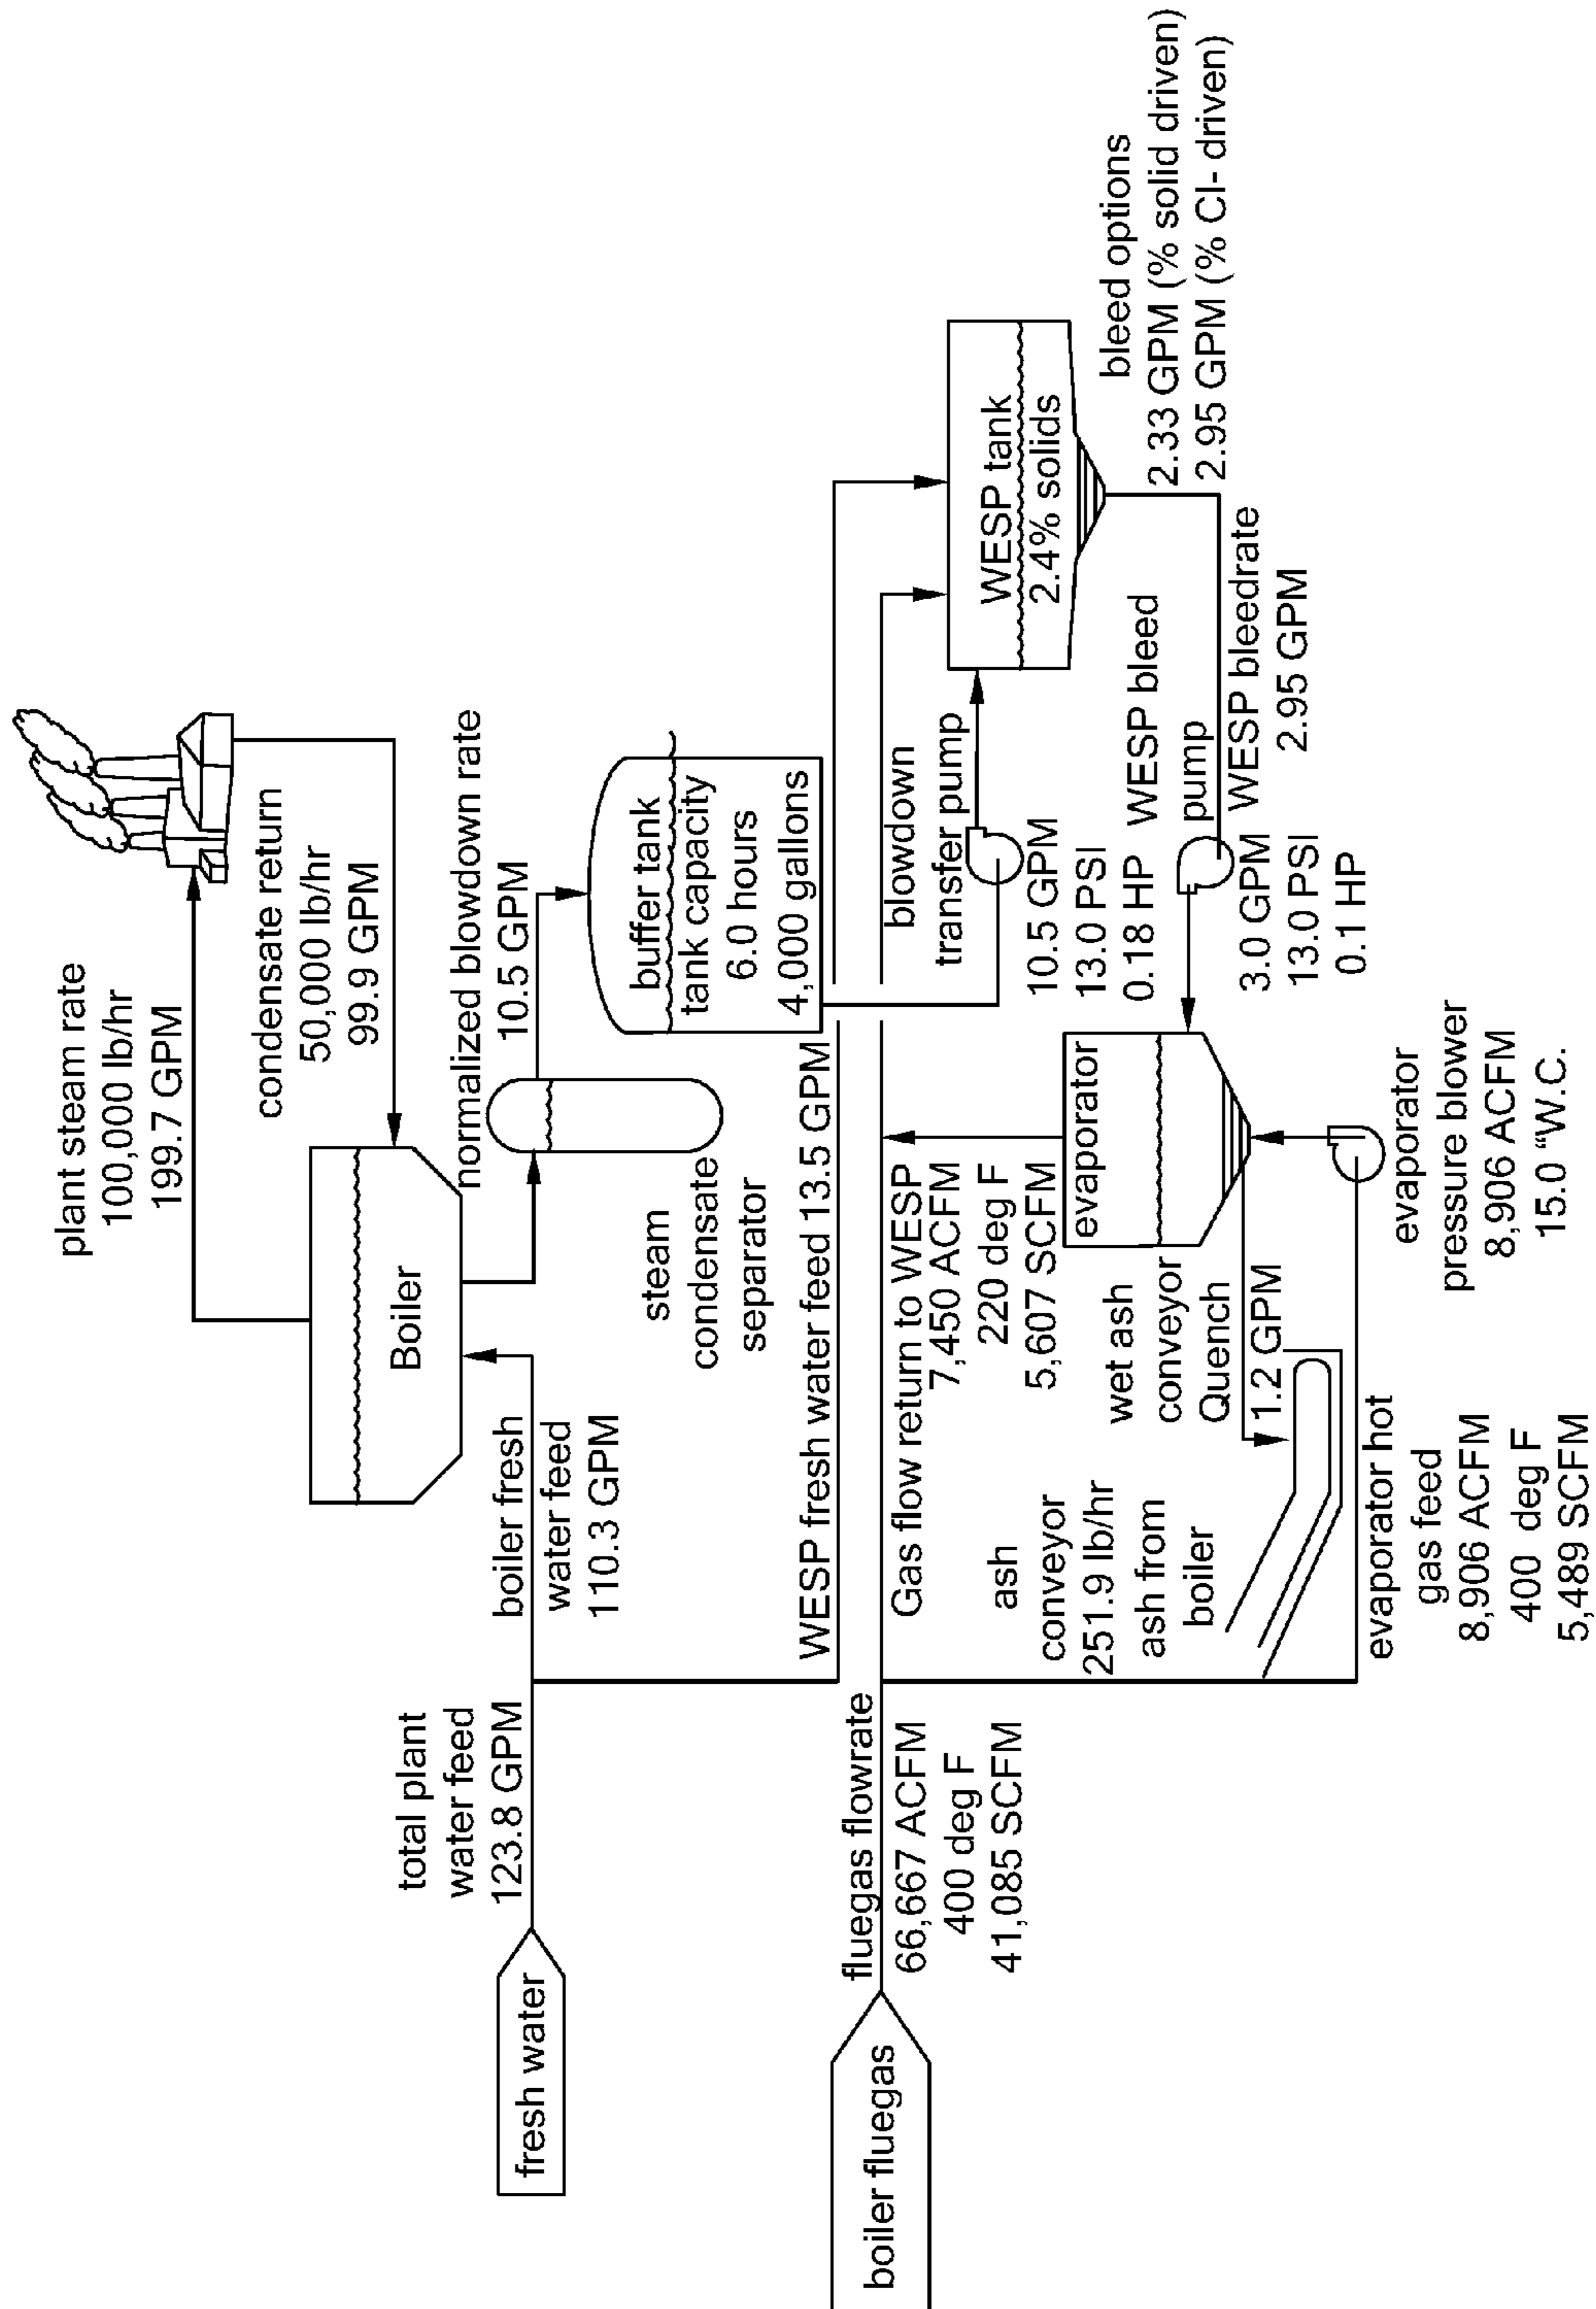 plant steam rate
100,000 lb/hr
199.7 GPM
condensate return
50,000 lb/hr
99.9 GPM
Boiler
normalized blowdown rate
10.5 GPM
total plant
water feed
123.8 GPM
boiler fresh
water feed
110.3 GPM
fresh water
steam
condensate
separator
buffer tank
tank capacity
6.0 hours
4,000 gallons
WESP fresh water feed 13.5 GPM
boiler fluegas
fluegas flowrate
66,667 ACFM
400 deg F
41,085 SCFM
Gas flow return to WESP
7,450 ACFM
220 deg F
5,607 SCFM
blowdown
transfer pump
10.5 GPM
13.0 PSI
0.18 HP
WESP tank
2.4% solids
bleed options
2.33 GPM (% solid driven)
2.95 GPM (% Cl- driven)
WESP bleed
pump
3.0 GPM
13.0 PSI
0.1 HP
WESP bleedrate
2.95 GPM
evaporator
ash
conveyor
251.9 lb/hr
ash from
boiler
wet ash
conveyor
Quench
1.2 GPM
evaporator hot
gas feed
8,906 ACFM
400 deg F
5,489 SCFM
evaporator
pressure blower
8,906 ACFM
15.0 “W.C.